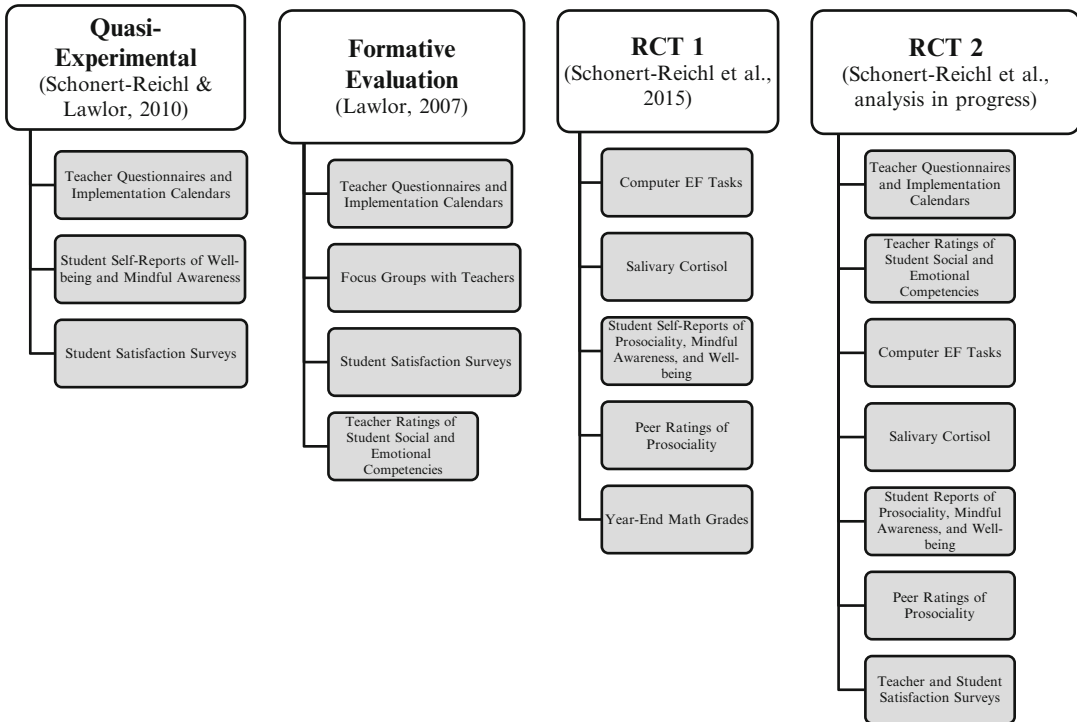 Quasi-
Experimental
(Schonert-Reichl &
Lawlor, 2010)
Teacher Questionnaires and
Implementation Calendars
Student Self-Reports of Well-
being and Mindful Awareness
Student Satisfaction Surveys
Formative
Evaluation
(Lawlor, 2007)
Teacher Questionnaires and
Implementation Calendars
Focus Groups with Teachers
Student Satisfaction Surveys
Teacher Ratings of
Student Social and
Emotional
Competencies
RCT 1
(Schonert-Reichl et al.,
2015)
Computer EF Tasks
Salivary Cortisol
Student Self-Reports of
Prosociality, Mindful
Awareness, and Well-
being
Peer Ratings of
Prosociality
Year-End Math Grades
RCT 2
(Schonert-Reichl et al.,
analysis in progress)
Teacher Questionnaires
and Implementation
Calendars
Teacher Ratings of
Student Social and
Emotional
Competencies
Computer EF Tasks
Salivary Cortisol
Student Reports of
Prosociality, Mindful
Awareness, and Well-
being
Peer Ratings of
Prosociality
Teacher and Student
Satisfaction Surveys